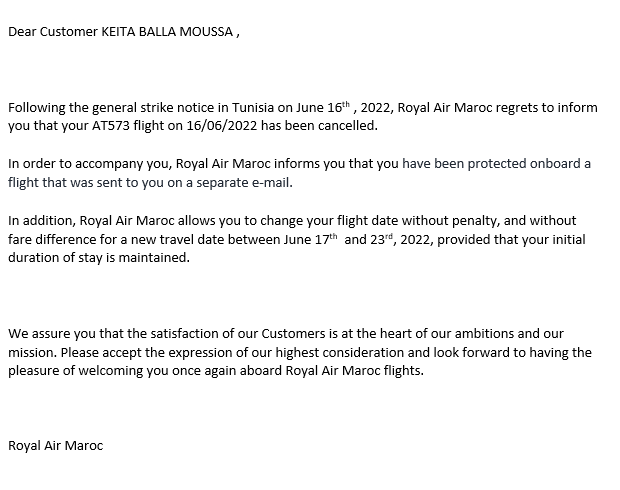 Dear Customer KEITA BALLA MOUSSA ,
Following the general strike notice in Tunisia on June 16th , 2022, Royal Air Maroc regrets to inform
you that your AT573 flight on 16/06/2022 has been cancelled.
In order to accompany you, Royal Air Maroc informs you that you have been protected onboard a
flight that was sent to you on a separate e-mail.
In addition, Royal Air Maroc allows you to change your flight date without penalty, and without
fare difference for a new travel date between June 17th  and 23rd, 2022, provided that your initial
duration of stay is maintained.
We assure you that the satisfaction of our Customers is at the heart of our ambitions and our
mission. Please accept the expression of our highest consideration and look forward to having the
pleasure of welcoming you once again aboard Royal Air Maroc flights.
Royal Air Maroc